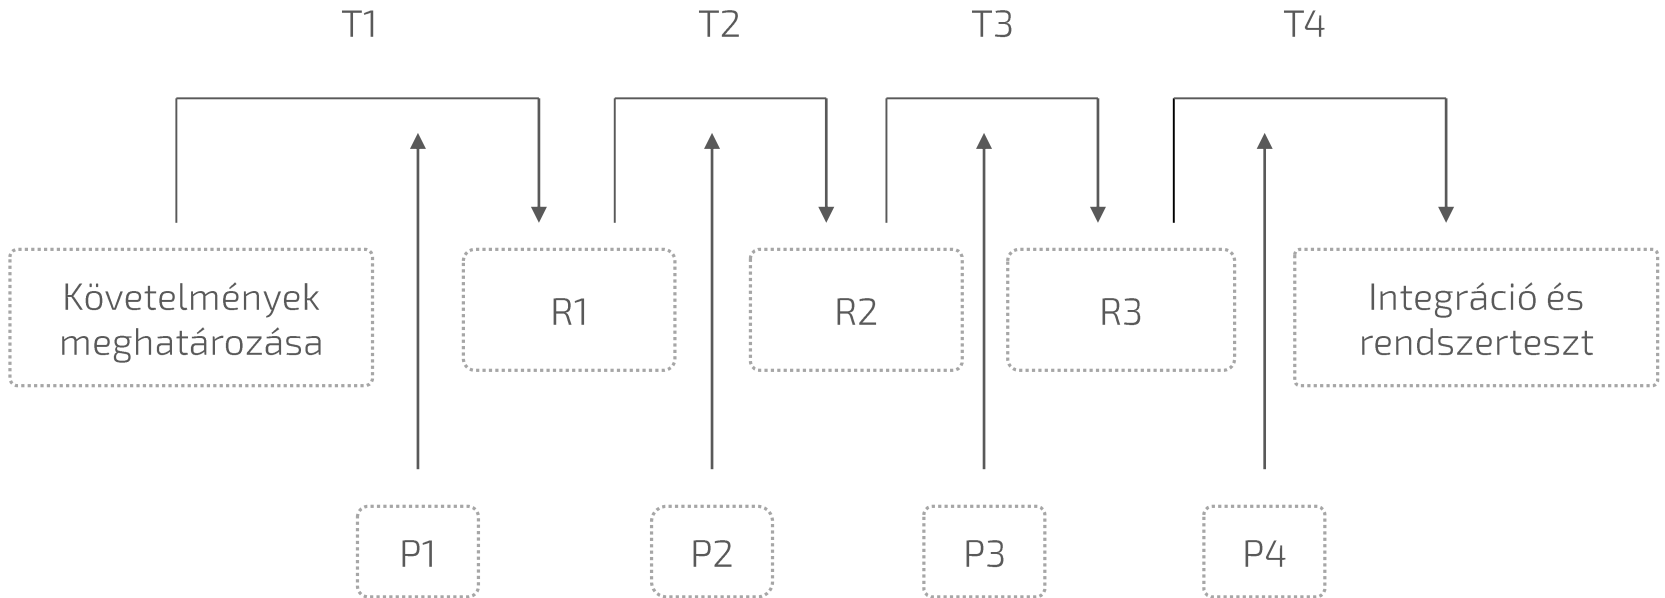 T1
T2
T3
T4
Követelmények
meghatározása
R1
R2
R3
Integráció és
rendszerteszt
P1
P2
P3
P4